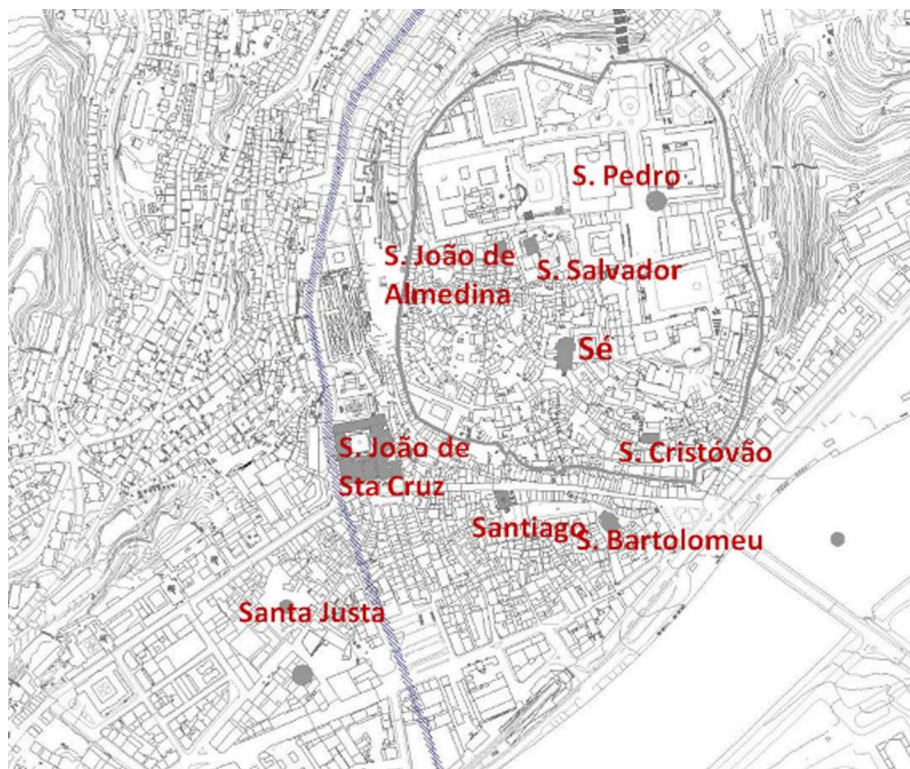 S. Pedro
S. João de
Almedina
S. Salvador
Sé
S. João de
Sta Cruz
S. Cristóvão
Santiago
S. Bartolomeu
Santa Justa